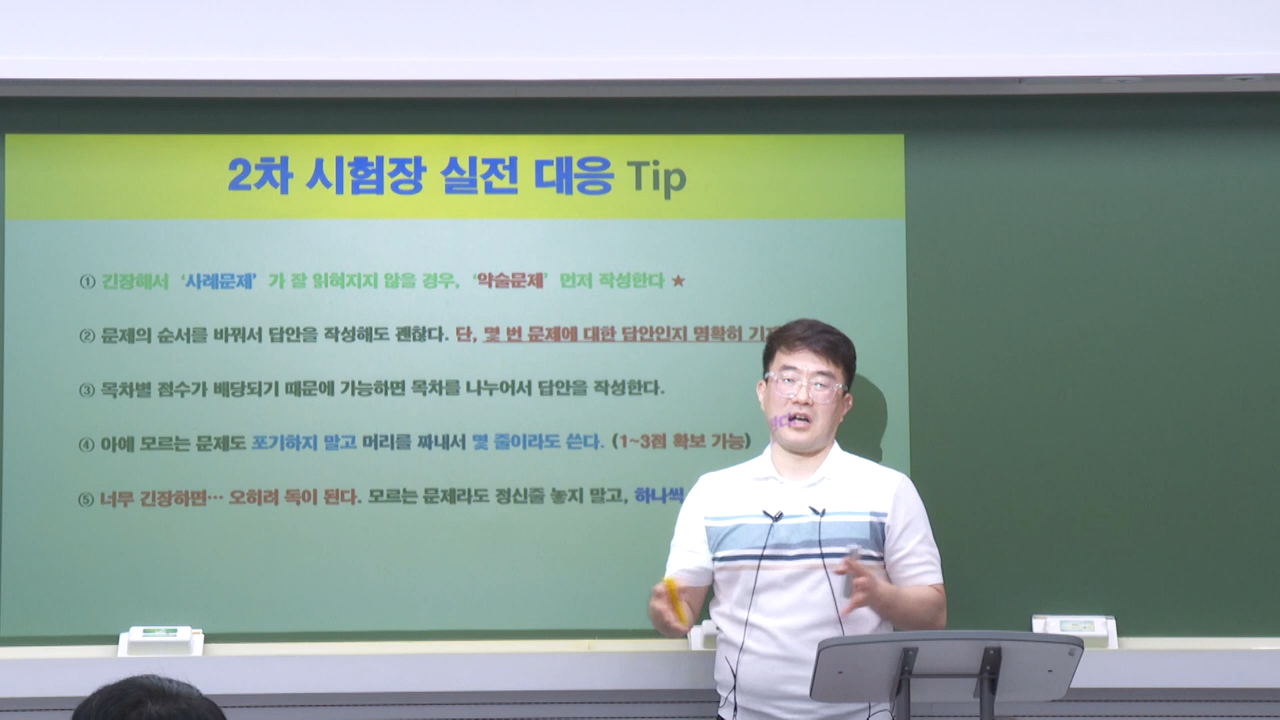 2차 시험장 실전 대응 Tip
① 긴장해서 '사례문제' 가 잘 읽혀지지 않을 경우, '약술문제' 먼저 작성한다 ★
② 문제의 순서를 바꿔서 답안을 작성해도 괜찮다. 단, 몇 번 문제에 대한 답안인지 명확히
③ 목차별 점수가 배당되기 때문에 가능하면 목차를 나누어서 답안을 작성한다.
④ 아예 모르는 문제도 포기하지 말고 머리를 짜내서 몇 줄이라도 쓴다. (1~3점 확보 가능)
⑤ 너무 긴장하면… 오히려 독이 된다. 모르는 문제라도 정신줄 놓지 말고, 하나씩